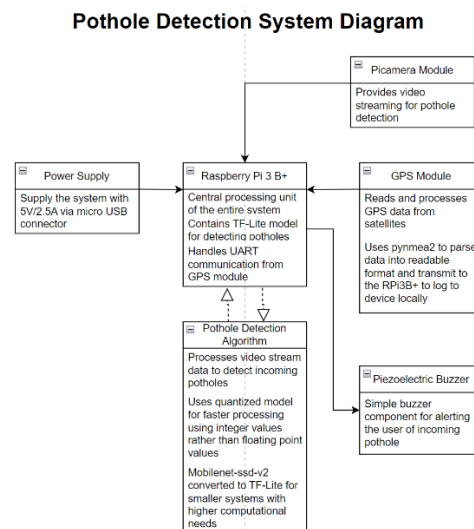 Pothole Detection System Diagram
Picamera Module
Provides video
streaming for pothole
detection
Power Supply
Supply the system with
5V/2.5A via micro USB
connector
Raspberry Pi 3 B+
Central processing unit
of the entire system
Contains TF-Lite model
for detecting potholes
Handles UART
communication from
GPS module
GPS Module
Reads and processes
GPS data from
satellites
Uses pynmea2 to parse
data into readable
format and transmit to
the RPi3B+ to log to
device locally
Pothole Detection
Algorithm
Processes video stream
data to detect incoming
potholes
Uses quantized model
for faster processing
using integer values
rather than floating point
values
Mobilenet-ssd-v2
converted to TF-Lite for
smaller systems with
higher computational
needs
Piezoelectric Buzzer
Simple buzzer
component for alerting
the user of incoming
pothole